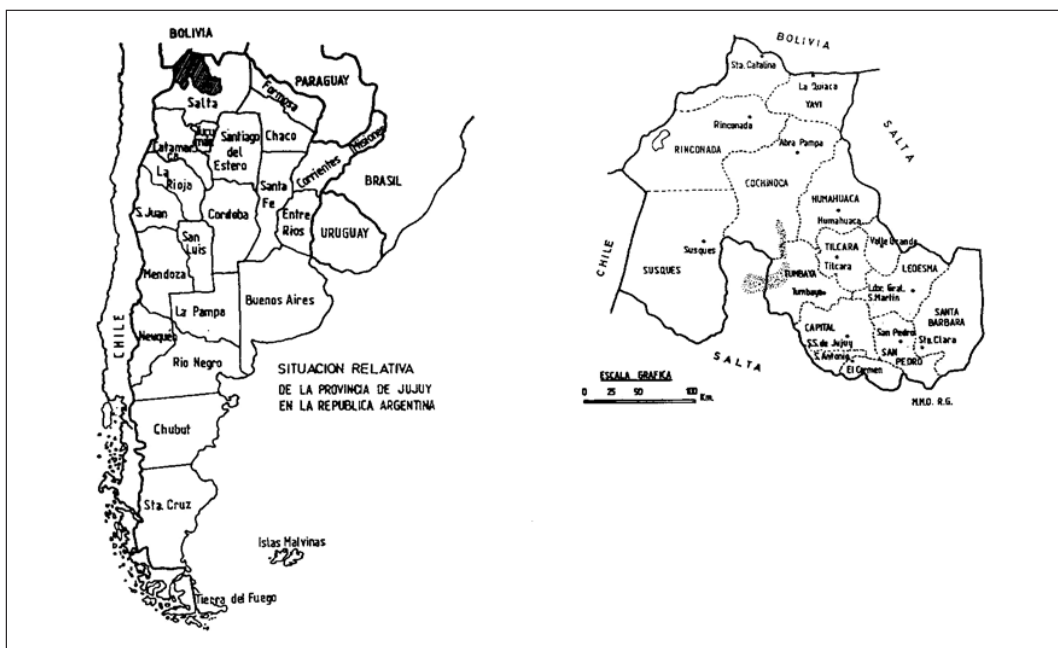 BOLIVIA
PARAGUAY
Salta
Formosa
Tucu
man
Santiago
del
Estero
Chaco
Misiones
Catamar
ca
La
Rioja
Corrientes
Santa
Fe
BRASIL
S. Juan
Cordoba
Entre
Rios
URUGUAY
San
Luis
Mendoza
Buenos Aires
La Pampa
CHILE
Neuquen
Rio Negro
SITUACION RELATIVA
DE LA PROVINCIA DE JUJUY
EN LA REPUBLICA ARGENTINA
Chubut
Sta. Cruz
Islas Malvinas
Tierra del Fuego
BOLIVIA
Sta. Catalina
La Quiaca
YAVI
Rinconada
RINCONADA
Abra Pampa
SALTA
COCHINOCA
HUMAHUACA
Humahuaca
CHILE
Susques
SUSQUES
TILCARA
Tilcara
Valle Grande
TUMBAYA
Tumbaya
LEDESMA
Ldor. Gral.
S. Martin
SANTA
BARBARA
CAPITAL
San Pedro
S.S. de Jujuy
Sta. Clara
S. Antonio
SAN
PEDRO
El Carmen
SALTA
ESCALA GRAFICA
0 25 50 100
Km.
M.M.O. R.G.